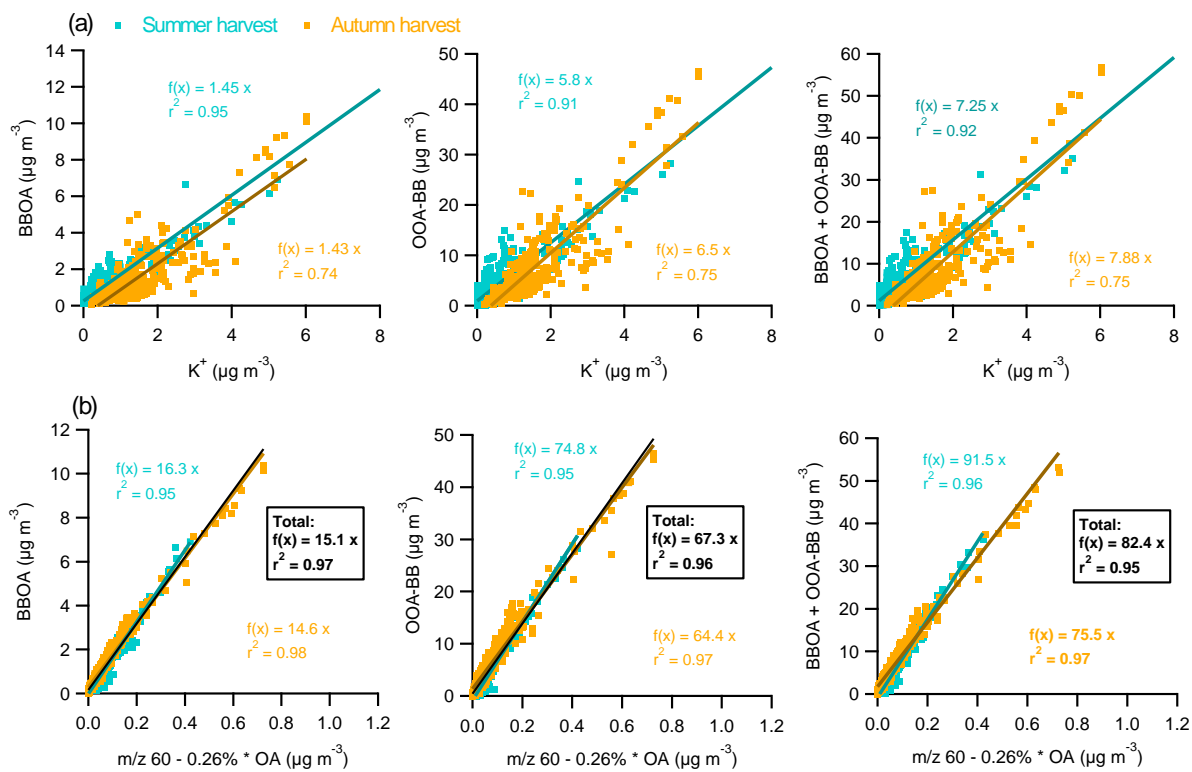 (a) Summer harvest Autumn harvest
14
12
10
8
6
4
2
0
BBOA (µg m⁻³)
f(x) = 1.45 x
r² = 0.95
f(x) = 1.43 x
r² = 0.74
0 2 4 6 8
K⁺ (µg m⁻³)
50
40
30
20
10
0
OOA-BB (µg m⁻³)
f(x) = 5.8 x
r² = 0.91
f(x) = 6.5 x
r² = 0.75
0 2 4 6 8
K⁺ (µg m⁻³)
60
50
40
30
20
10
0
BBOA + OOA-BB (µg m⁻³)
f(x) = 7.25 x
r² = 0.92
f(x) = 7.88 x
r² = 0.75
0 2 4 6 8
K⁺ (µg m⁻³)
(b)
12
10
8
6
4
2
0
BBOA (µg m⁻³)
f(x) = 16.3 x
r² = 0.95
Total:
f(x) = 15.1 x
r² = 0.97
f(x) = 14.6 x
r² = 0.98
0.0 0.2 0.4 0.6 0.8 1.0 1.2
m/z 60 - 0.26% * OA (µg m⁻³)
50
40
30
20
10
0
OOA-BB (µg m⁻³)
f(x) = 74.8 x
r² = 0.95
Total:
f(x) = 67.3 x
r² = 0.96
f(x) = 64.4 x
r² = 0.97
0.0 0.2 0.4 0.6 0.8 1.0 1.2
m/z 60 - 0.26% * OA (µg m⁻³)
60
50
40
30
20
10
0
BBOA + OOA-BB (µg m⁻³)
f(x) = 91.5 x
r² = 0.96
Total:
f(x) = 82.4 x
r² = 0.95
f(x) = 75.5 x
r² = 0.97
0.0 0.2 0.4 0.6 0.8 1.0 1.2
m/z 60 - 0.26% * OA (µg m⁻³)